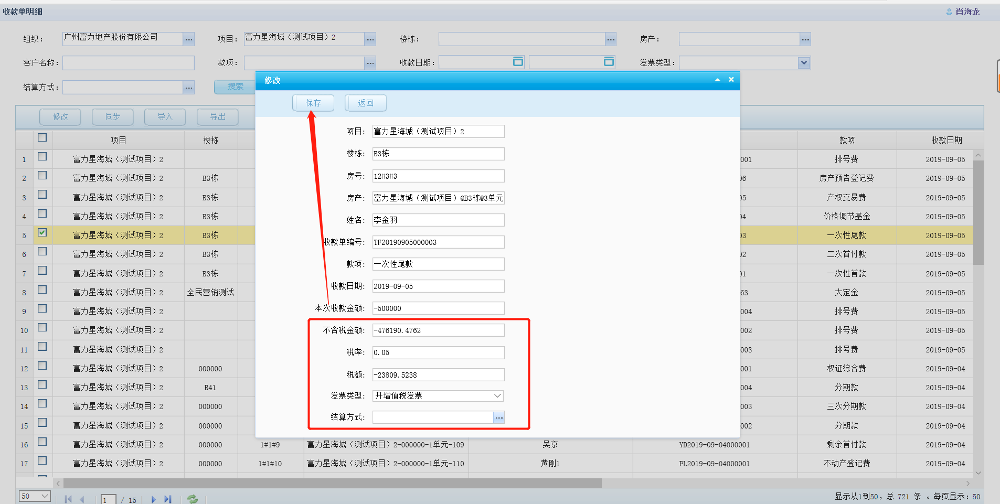 收款单明细
肖海龙
组织： 广州富力地产股份有限公司 项目： 富力星海城（测试项目）2 楼栋： 房产：
客户名称： 款项： 收款日期： 发票类型：
结算方式： 搜索
修改 同步 导入 导出
修改
保存 返回
项目： 富力星海城（测试项目）2
楼栋： B3栋
房号： 12#3#3
房产： 富力星海城（测试项目）@B3栋@3单元
姓名： 李金羽
收款单编号： TF20190905000003
款项： 一次性尾款
收款日期： 2019-09-05
本次收款金额： -500000
不含税金额： -476190.4762
税率： 0.05
税额： -23809.5238
发票类型： 开增值税发票
结算方式：
项目 楼栋 款项 收款日期
1 富力星海城（测试项目）2 001 排号费 2019-09-05
2 富力星海城（测试项目）2 B3栋 06 房产预告登记费 2019-09-05
3 富力星海城（测试项目）2 B3栋 05 产权交易费 2019-09-05
4 富力星海城（测试项目）2 B3栋 04 价格调节基金 2019-09-05
5 富力星海城（测试项目）2 B3栋 03 一次性尾款 2019-09-05
6 富力星海城（测试项目）2 B3栋 02 二次首付款 2019-09-05
7 富力星海城（测试项目）2 B3栋 01 一次性首款 2019-09-05
8 富力星海城（测试项目）2 全民营销测试 63 大定金 2019-09-05
9 富力星海城（测试项目）2 004 排号费 2019-09-05
10 富力星海城（测试项目）2 002 排号费 2019-09-05
11 富力星海城（测试项目）2 003 排号费 2019-09-05
12 富力星海城（测试项目）2 000000 001 权证综合费 2019-09-04
13 富力星海城（测试项目）2 B41 004 分期款 2019-09-04
14 富力星海城（测试项目）2 000000 003 三次分期款 2019-09-04
15 富力星海城（测试项目）2 000000 002 分期款 2019-09-04
16 富力星海城（测试项目）2 000000 1#1#9 富力星海城（测试项目）2-000000-1单元-109 吴京 YD2019-09-04000001 剩余首付款 2019-09-04
17 富力星海城（测试项目）2 000000 1#1#10 富力星海城（测试项目）2-000000-1单元-110 黄刚1 PL2019-09-04000001 不动产登记费 2019-09-04
50 1 / 15 显示从1到50，总 721 条 。每页显示：50